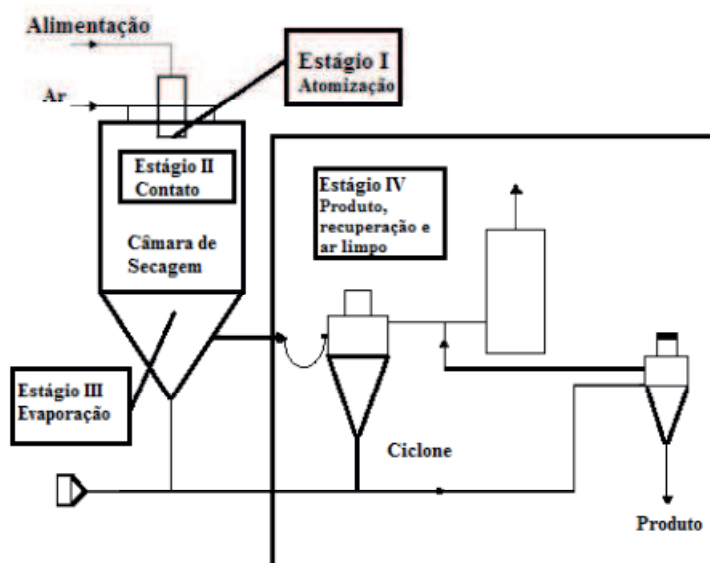 Alimentação
Estágio I
Atomização
Ar
Estágio II
Contato
Estágio IV
Produto,
recuperação e
ar limpo
Câmara de
Secagem
Estágio III
Evaporação
Ciclone
Produto